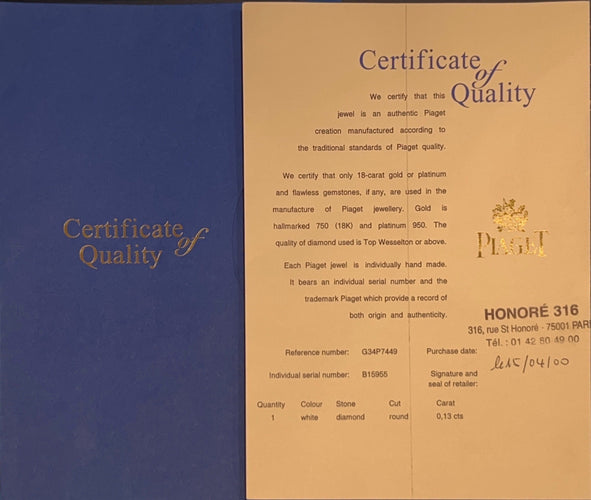 Certificate
of
Quality
Certificate
of
Quality
We certify that this
jewel is an authentic Piaget
creation manufactured according to
the traditional standards of Piaget quality.
We certify that only 18-carat gold or platinum
and flawless gemstones, if any, are used in the
manufacture of Piaget jewellery. Gold is
hallmarked 750 (18K) and platinum 950. The
quality of diamond used is Top Wesselton or above.
Each Piaget jewel is individually hand made.
It bears an individual serial number and the
trademark Piaget which provide a record of
both origin and authenticity.
PIAGET
HONORÉ 316
316, rue St Honoré - 75001 PARI
Tél. : 01 42 60 49 00
Reference number: G34P7449 Purchase date: le 15/04/00
Individual serial number: B15955 Signature and
seal of retailer:
Quantity Colour Stone Cut Carat
1 white diamond round 0,13 cts